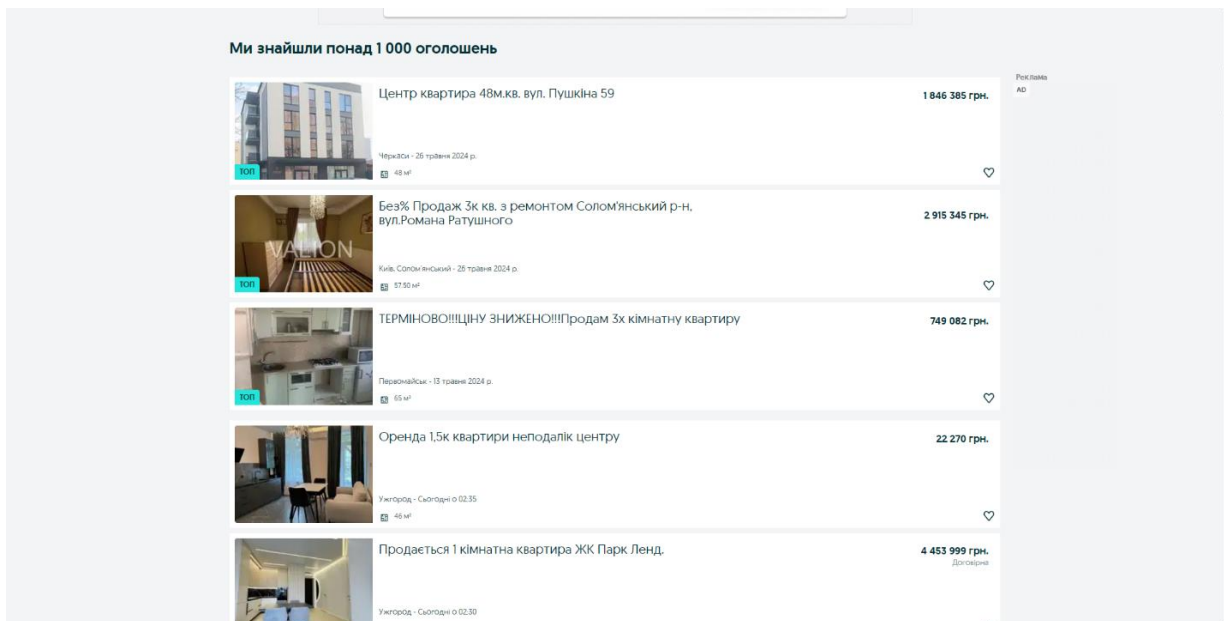 Ми знайшли понад 1 000 оголошень
Реклама
AD
Центр квартира 48м.кв. вул. Пушкіна 59
1 846 385 грн.
Черкаси - 26 травня 2024 р.
48 м²
ТОП
Без% Продаж 3к кв. з ремонтом Солом'янський р-н,
вул.Романа Ратушного
2 915 345 грн.
VALION
Київ, Солом'янський - 26 травня 2024 р.
57.50 м²
ТОП
ТЕРМІНОВО!!!ЦІНУ ЗНИЖЕНО!!!Продам 3х кімнатну квартиру
749 082 грн.
Первомайськ - 13 травня 2024 р.
65 м²
ТОП
Оренда 1,5к квартири неподалік центру
22 270 грн.
Ужгород - Сьогодні о 02:35
46 м²
Продається 1 кімнатна квартира ЖК Парк Ленд.
4 453 999 грн.
Договірна
Ужгород - Сьогодні о 02:30